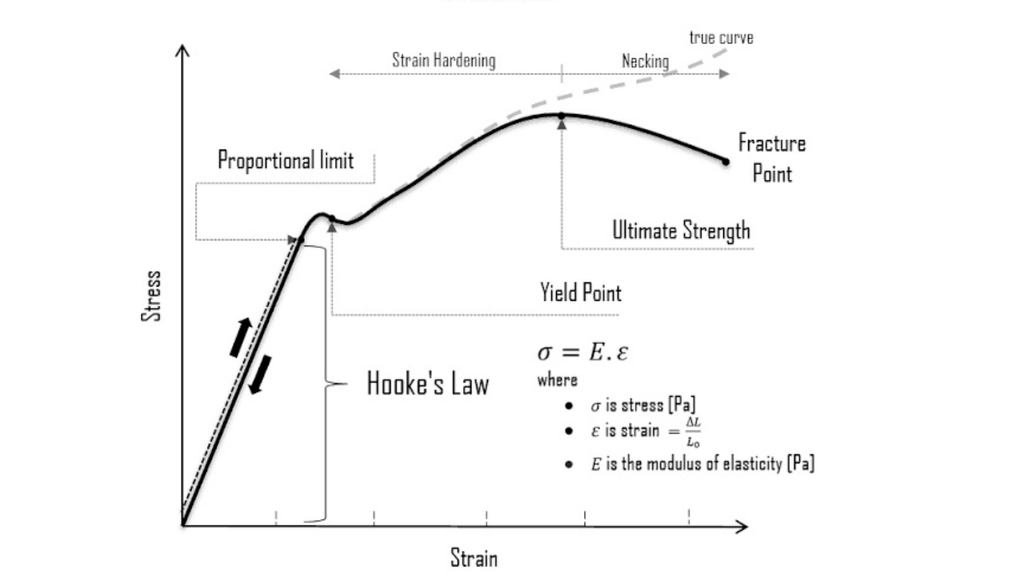 true curve
Strain Hardening
Necking
Proportional limit
Fracture
Point
Ultimate Strength
Yield Point
Stress
Hooke's Law
σ = E. ε
where
• σ is stress [Pa]
• ε is strain = ΔL/L₀
• E is the modulus of elasticity [Pa]
Strain